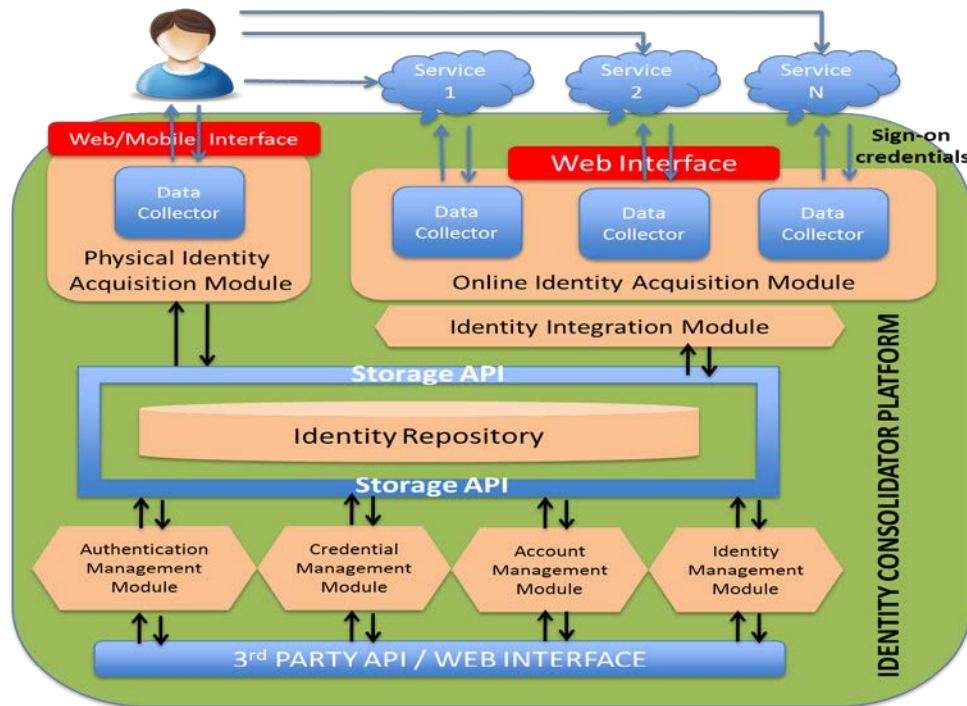 Service
1
Service
2
Service
N
Sign-on
credentials
Web/Mobile Interface
Web Interface
Data
Collector
Data
Collector
Data
Collector
Data
Collector
Physical Identity
Acquisition Module
Online Identity Acquisition Module
Identity Integration Module
Storage API
Identity Repository
Storage API
Authentication
Management
Module
Credential
Management
Module
Account
Management
Module
Identity
Management
Module
3rd PARTY API / WEB INTERFACE
IDENTITY CONSOLIDATOR PLATFORM